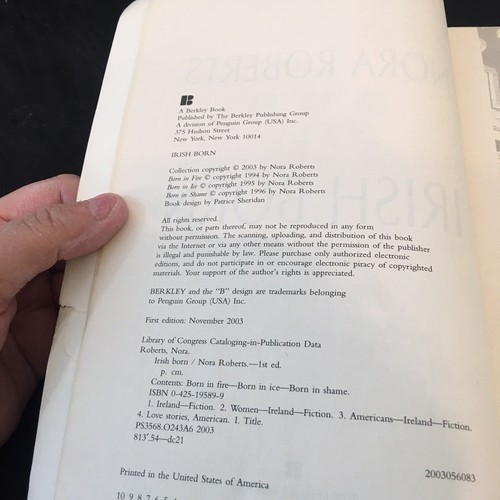 NORA ROBERTS
B
A Berkley Book
Published by The Berkley Publishing Group
A division of Penguin Group (USA) Inc.
375 Hudson Street
New York, New York 10014
IRISH BORN
Collection copyright © 2003 by Nora Roberts
Born in Fire © copyright 1994 by Nora Roberts
Born in Ice © copyright 1995 by Nora Roberts
Born in Shame © copyright 1996 by Nora Roberts
Book design by Patrice Sheridan
All rights reserved.
This book, or parts thereof, may not be reproduced in any form
without permission. The scanning, uploading, and distribution of this book
via the Internet or via any other means without the permission of the publisher
is illegal and punishable by law. Please purchase only authorized electronic
editions, and do not participate in or encourage electronic piracy of copyrighted
materials. Your support of the author's rights is appreciated.
BERKLEY and the "B" design are trademarks belonging
to Penguin Group (USA) Inc.
First edition: November 2003
Library of Congress Cataloging-in-Publication Data
Roberts, Nora.
Irish born / Nora Roberts.—1st ed.
p. cm.
Contents: Born in fire—Born in ice—Born in shame.
ISBN 0-425-19589-9
1. Ireland—Fiction. 2. Women—Ireland—Fiction. 3. Americans—Ireland—Fiction.
4. Love stories, American. I. Title.
PS3568.O243A6 2003
813'.54—dc21
2003056083
Printed in the United States of America
10 9 8 7 6 5